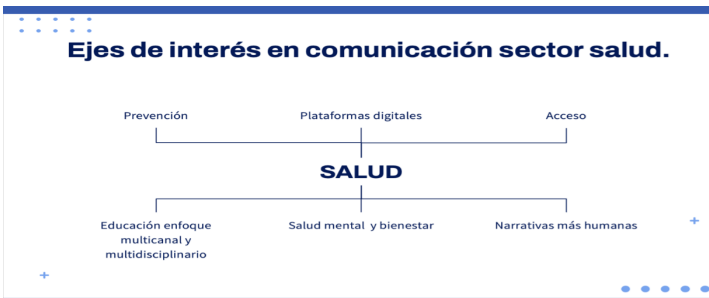 Ejes de interés en comunicación sector salud.
Prevención
Plataformas digitales
Acceso
SALUD
Educación enfoque
multicanal y
multidisciplinario
Salud mental y bienestar
Narrativas más humanas